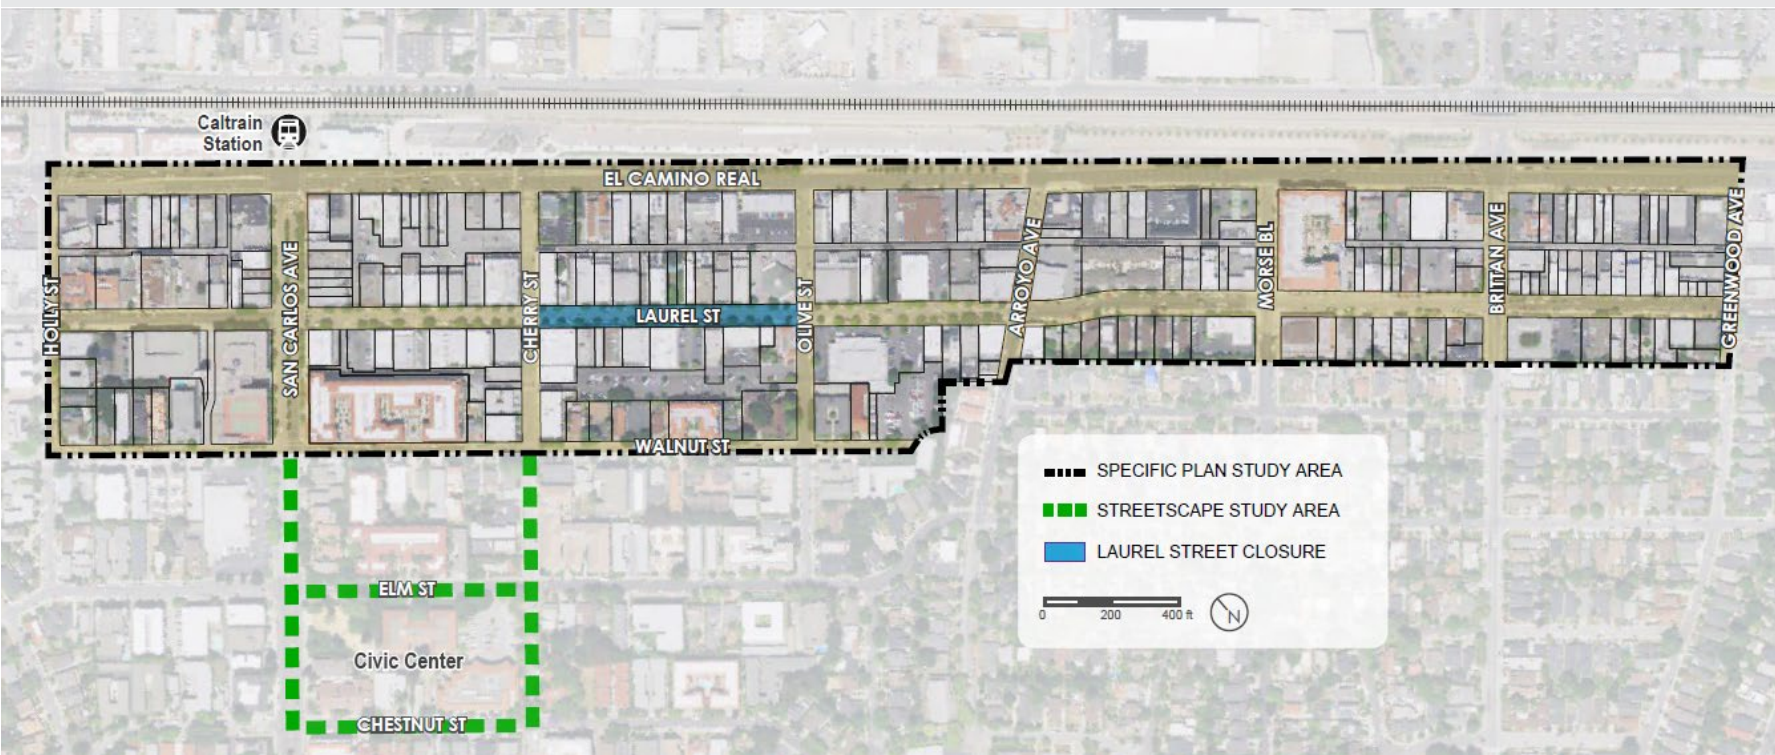 Caltrain
Station
EL CAMINO REAL
HOLLY ST
SAN CARLOS AVE
CHERRY ST
LAUREL ST
OLIVE ST
ARROYO AVE
MORSE BL
BRITTAN AVE
GREENWOOD AVE
WALNUT ST
ELM ST
Civic Center
CHESTNUT ST
SPECIFIC PLAN STUDY AREA
STREETSCAPE STUDY AREA
LAUREL STREET CLOSURE
0 200 400 ft
N